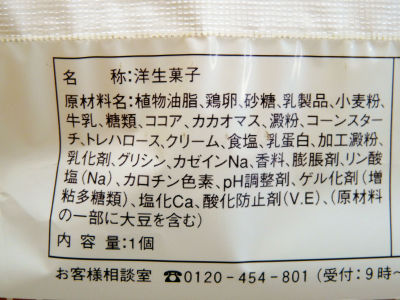 名 称:洋生菓子
原材料名:植物油脂、鶏卵、砂糖、乳製品、小麦粉、
牛乳、糖類、ココア、カカオマス、澱粉、コーンスター
チ、トレハロース、クリーム、食塩、乳蛋白、加工澱粉、
乳化剤、グリシン、カゼインNa、香料、膨脹剤、リン酸
塩(Na)、カロチン色素、pH調整剤、ゲル化剤(増
粘多糖類)、塩化Ca、酸化防止剤(V.E)、(原材料
の一部に大豆を含む)
内 容 量:1個
お客様相談室 ☎0120-454-801 (受付:9時~